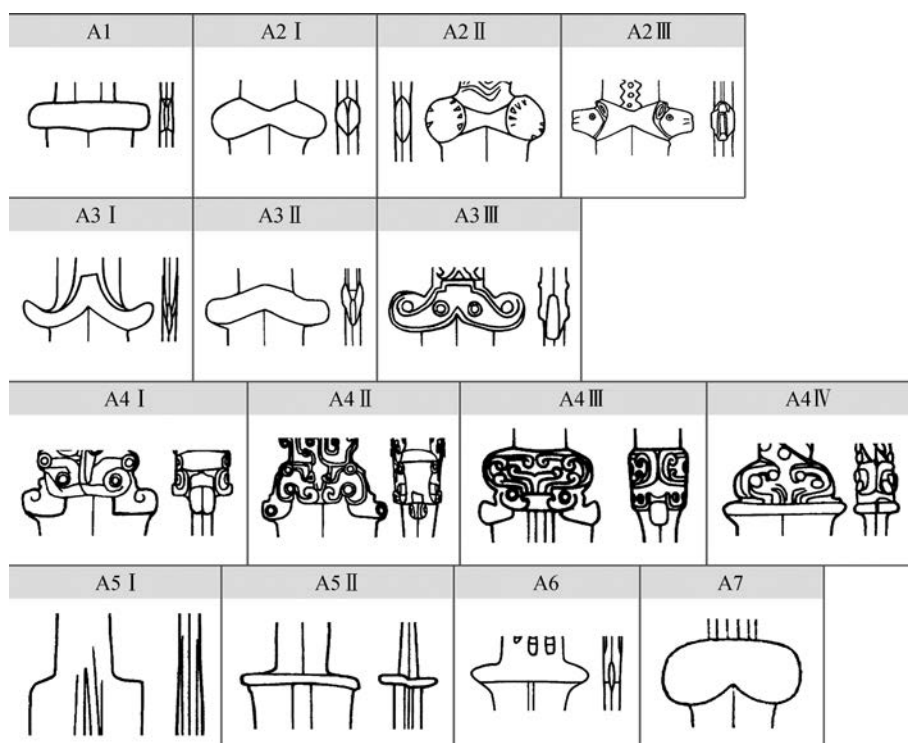 A1 A2 Ⅰ A2 Ⅱ A2 Ⅲ
A3 Ⅰ A3 Ⅱ A3 Ⅲ
A4 Ⅰ A4 Ⅱ A4 Ⅲ A4 Ⅳ
A5 Ⅰ A5 Ⅱ A6 A7